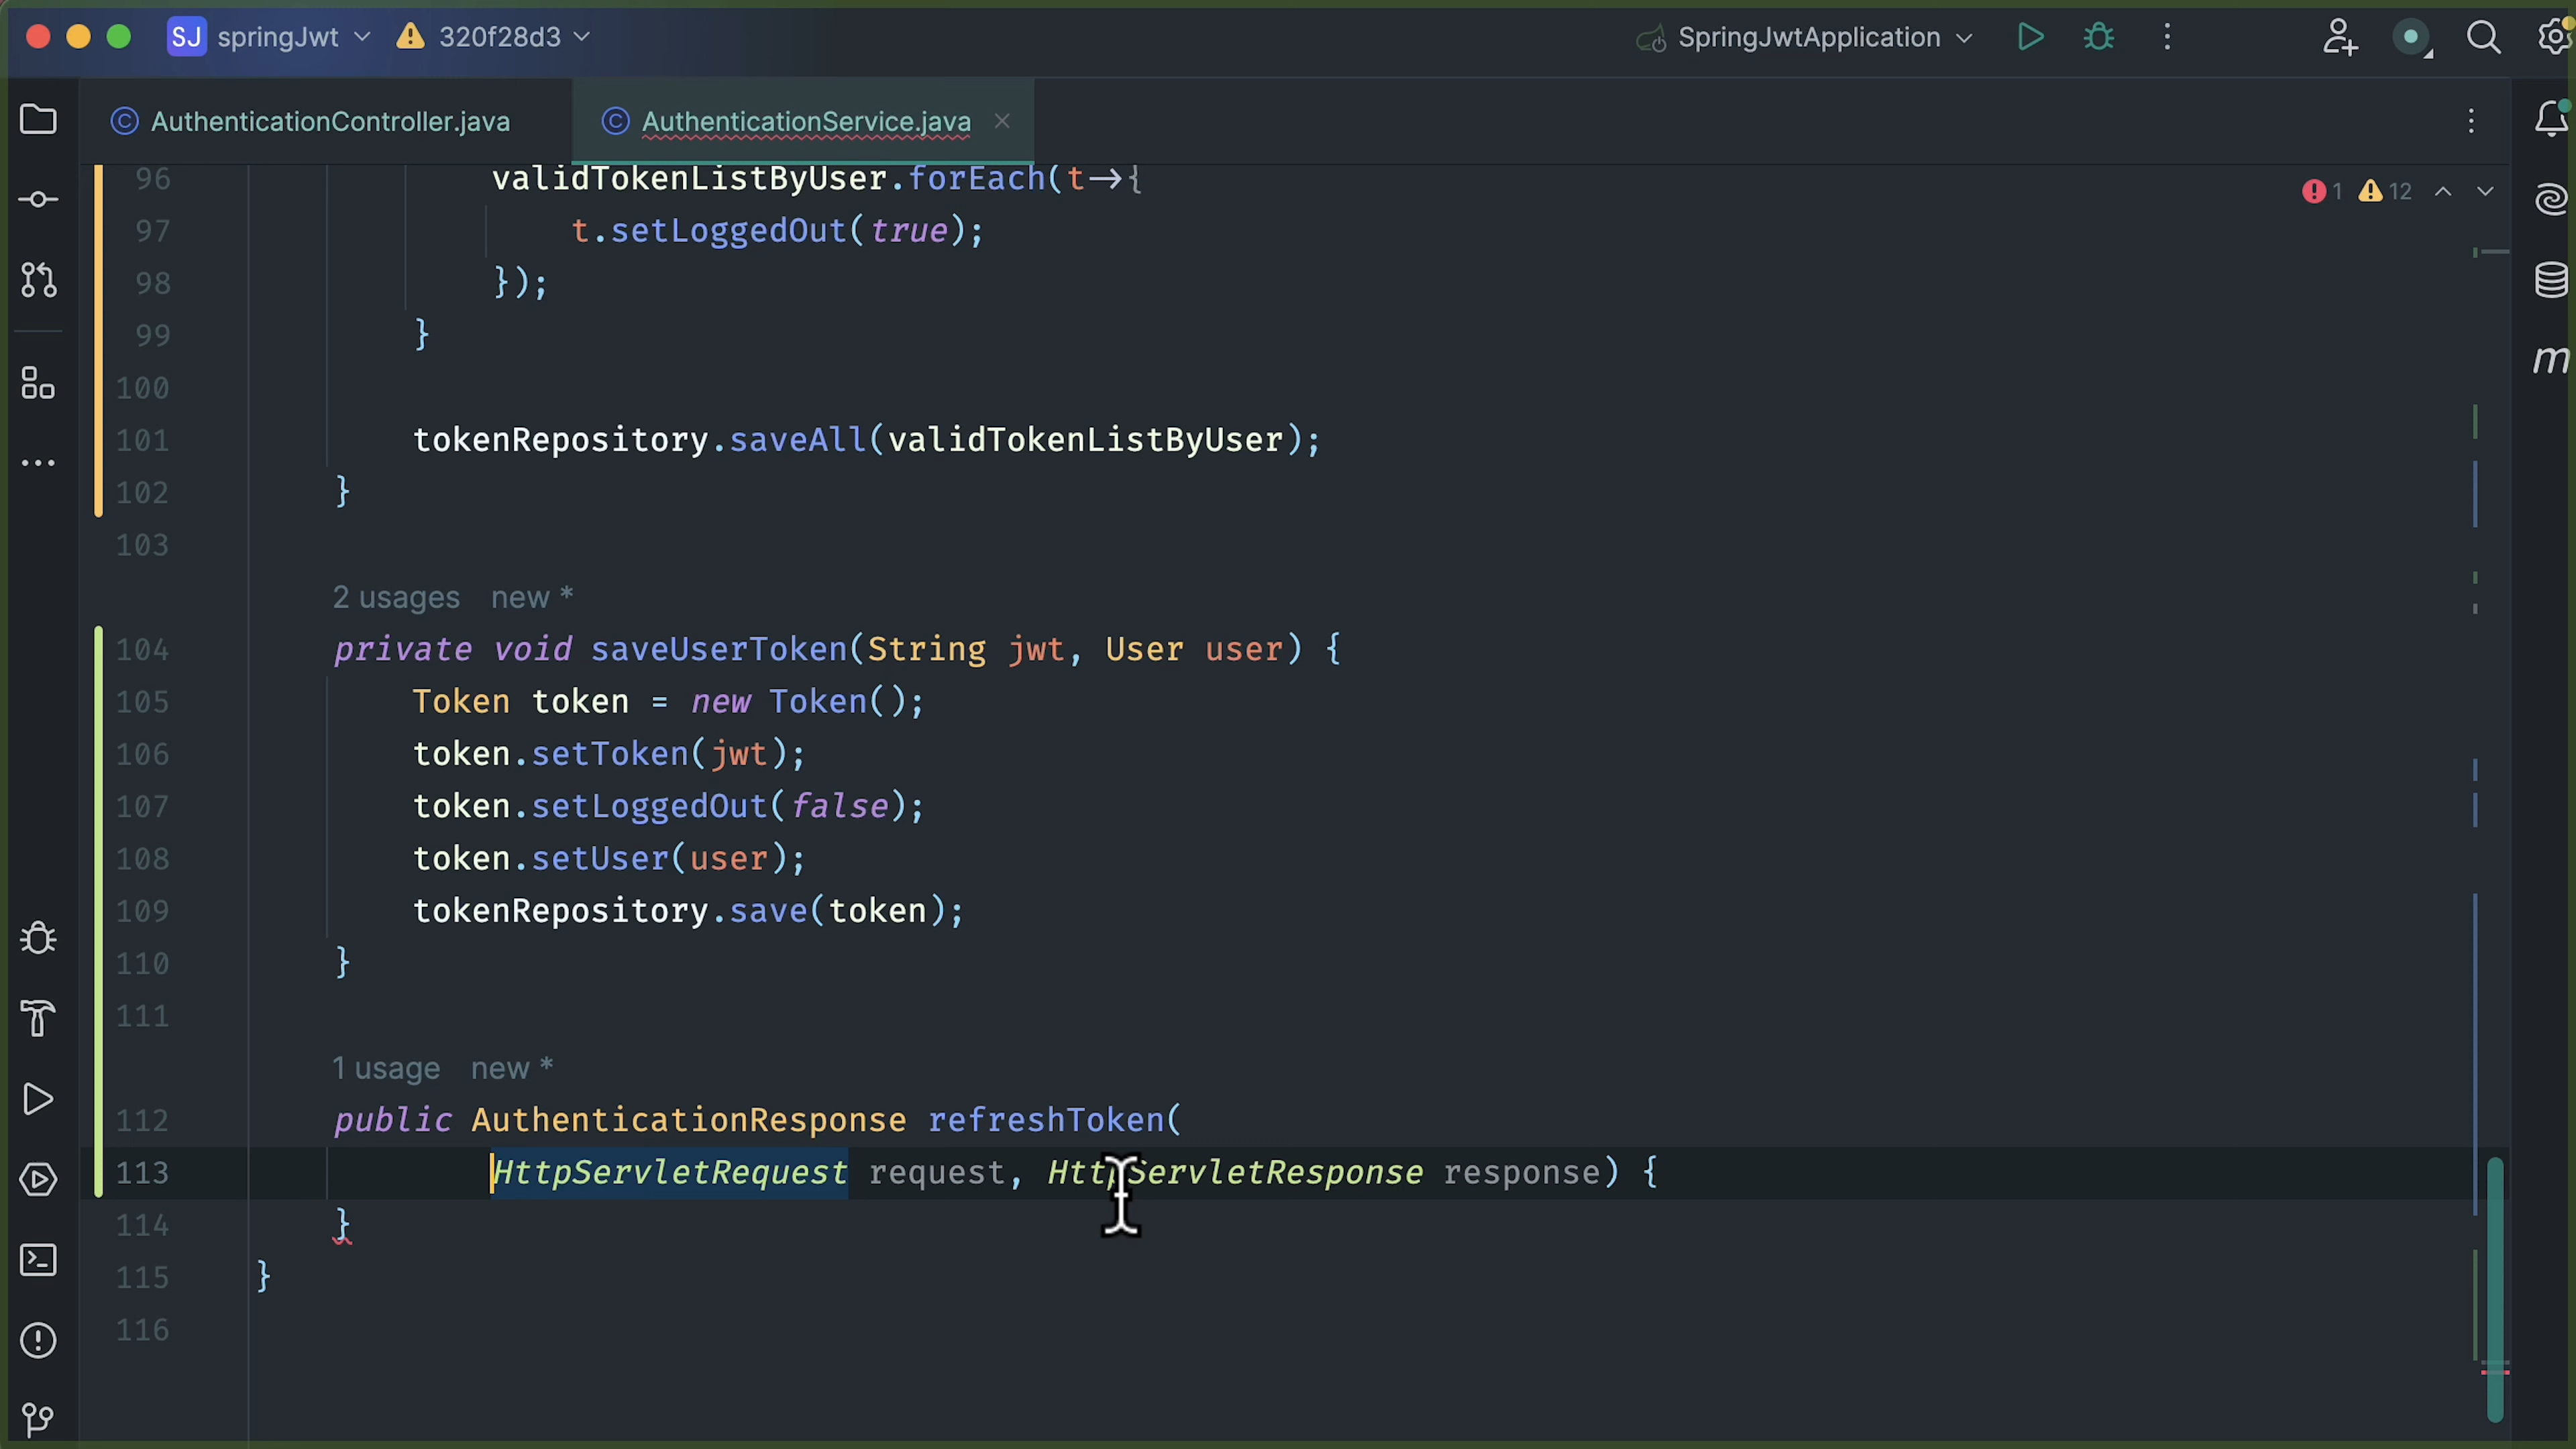 SJ springJwt 320f28d3 SpringJwtApplication
AuthenticationController.java AuthenticationService.java
96 validTokenListByUser.forEach(t→{
1 12
97 t.setLoggedOut(true);
98 });
99 }
100
101 tokenRepository.saveAll(validTokenListByUser);
102 }
103
2 usages new *
104 private void saveUserToken(String jwt, User user) {
105 Token token = new Token();
106 token.setToken(jwt);
107 token.setLoggedOut(false);
108 token.setUser(user);
109 tokenRepository.save(token);
110 }
111
1 usage new *
112 public AuthenticationResponse refreshToken(
113 HttpServletRequest request, HttpServletResponse response) {
114 }
115 }
116